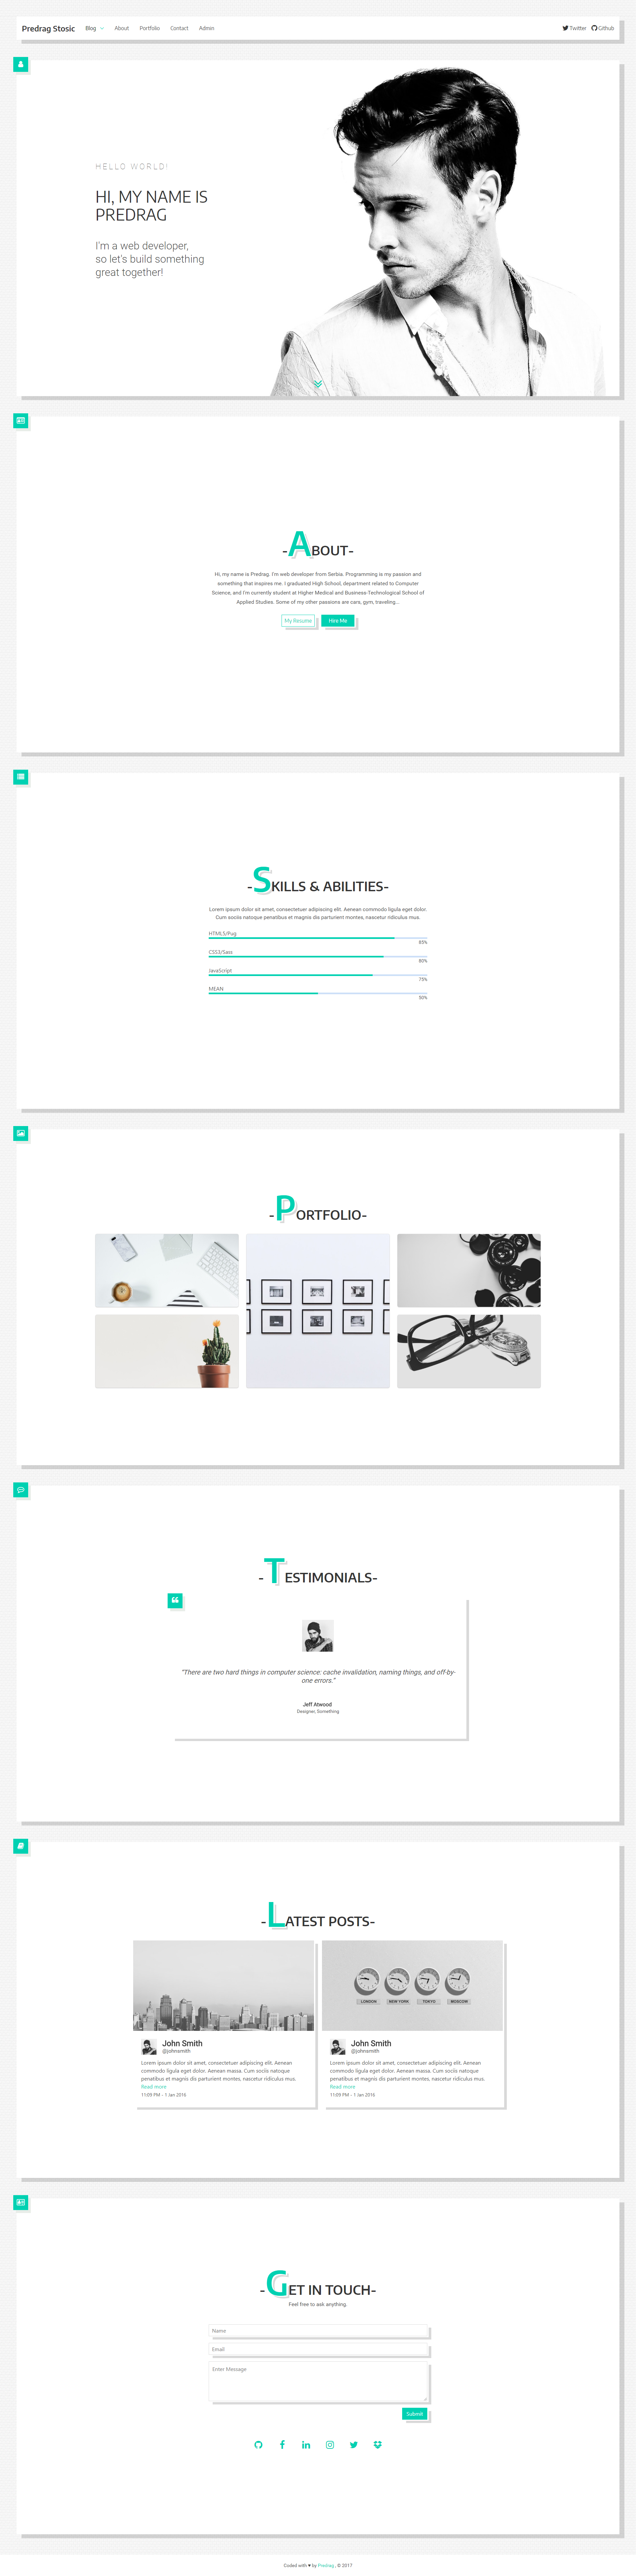 Predrag Stosic Blog About Portfolio Contact Admin Twitter Github
HELLO WORLD!
HI, MY NAME IS
PREDRAG
I'm a web developer,
so let's build something
great together!
-ABOUT-
Hi, my name is Predrag. I'm web developer from Serbia. Programming is my passion and
something that inspires me. I graduated High School, department related to Computer
Science, and I'm currently student at Higher Medical and Business-Technological School of
Applied Studies. Some of my other passions are cars, gym, traveling...
My Resume Hire Me
-SKILLS & ABILITIES-
Lorem ipsum dolor sit amet, consectetuer adipiscing elit. Aenean commodo ligula eget dolor.
Cum sociis natoque penatibus et magnis dis parturient montes, nascetur ridiculus mus.
HTML5/Pug
85%
CSS3/Sass
80%
JavaScript
75%
MEAN
50%
-PORTFOLIO-
-TESTIMONIALS-
"There are two hard things in computer science: cache invalidation, naming things, and off-by-
one errors."
Jeff Atwood
Designer, Something
-LATEST POSTS-
LONDON NEW YORK TOKYO MOSCOW
John Smith
@johnsmith
Lorem ipsum dolor sit amet, consectetuer adipiscing elit. Aenean
commodo ligula eget dolor. Aenean massa. Cum sociis natoque
penatibus et magnis dis parturient montes, nascetur ridiculus mus.
Read more
11:09 PM - 1 Jan 2016
John Smith
@johnsmith
Lorem ipsum dolor sit amet, consectetuer adipiscing elit. Aenean
commodo ligula eget dolor. Aenean massa. Cum sociis natoque
penatibus et magnis dis parturient montes, nascetur ridiculus mus.
Read more
11:09 PM - 1 Jan 2016
-GET IN TOUCH-
Feel free to ask anything.
Name
Email
Enter Message
Submit
Coded with ♥ by Predrag , © 2017